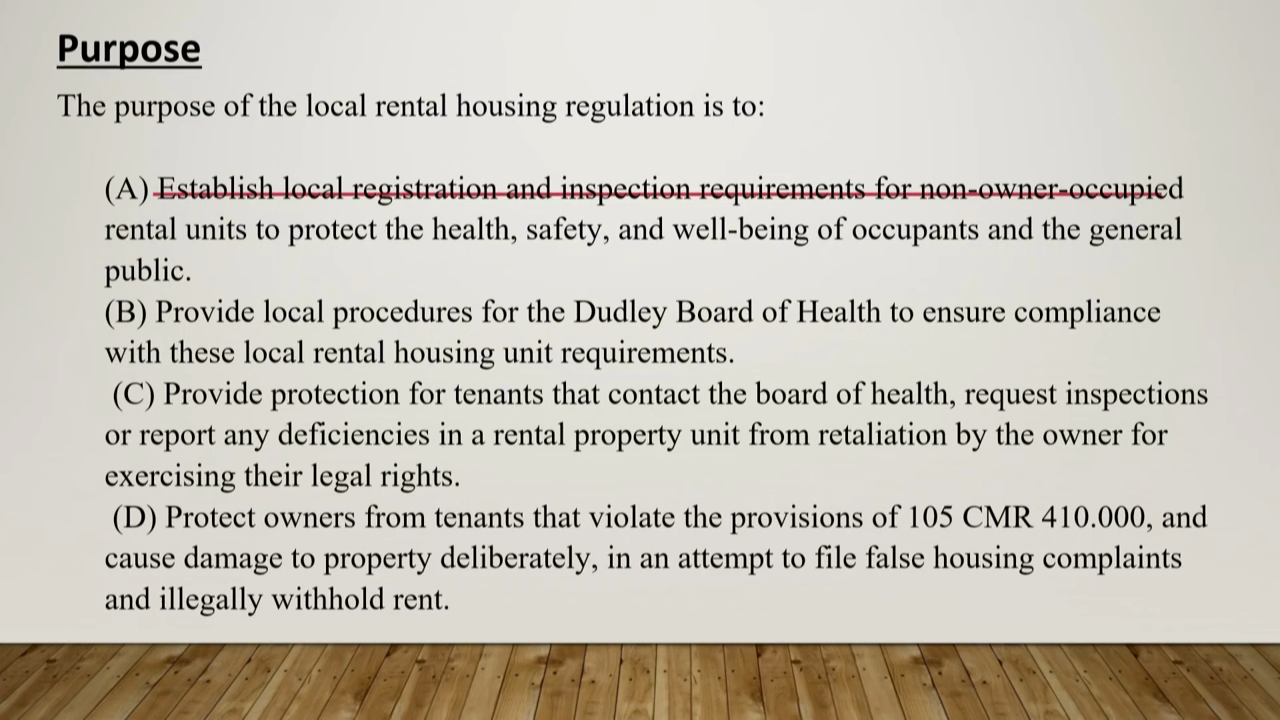 Purpose
The purpose of the local rental housing regulation is to:
(A) Establish local registration and inspection requirements for non-owner-occupied
rental units to protect the health, safety, and well-being of occupants and the general
public.
(B) Provide local procedures for the Dudley Board of Health to ensure compliance
with these local rental housing unit requirements.
(C) Provide protection for tenants that contact the board of health, request inspections
or report any deficiencies in a rental property unit from retaliation by the owner for
exercising their legal rights.
(D) Protect owners from tenants that violate the provisions of 105 CMR 410.000, and
cause damage to property deliberately, in an attempt to file false housing complaints
and illegally withhold rent.